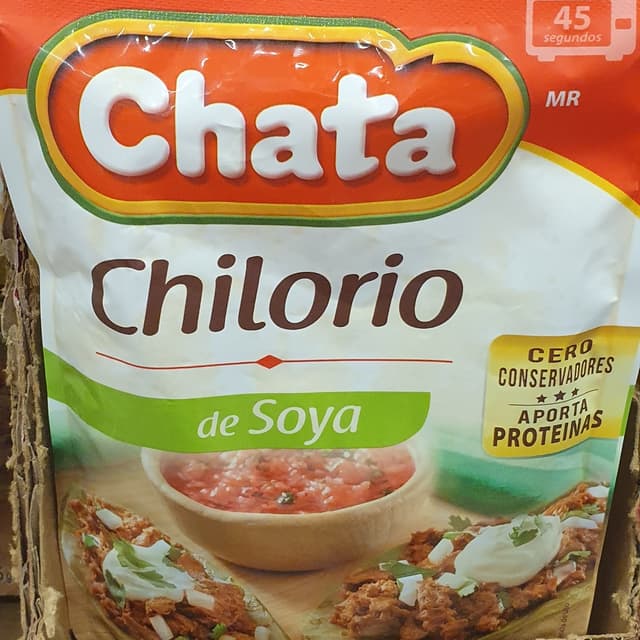 45
segundos
MR
Chata
Chilorio
de Soya
CERO
CONSERVADORES
APORTA
PROTEINAS